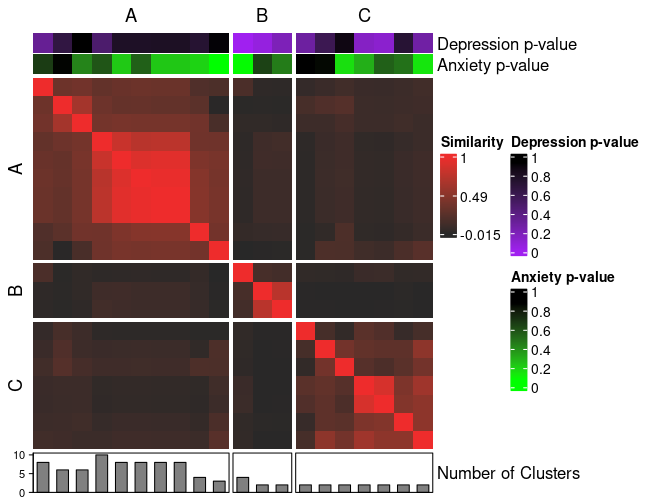 A B C
Depression p-value
Anxiety p-value
A
B
C
Similarity
1
0.49
-0.015
Depression p-value
1
0.8
0.6
0.4
0.2
0
Anxiety p-value
1
0.8
0.6
0.4
0.2
0
10
5
0
Number of Clusters